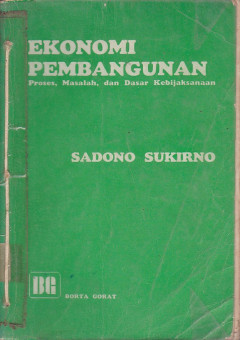 EKONOMI
PEMBANGUNAN
Proses, Masalah, dan Dasar Kebijaksanaan
SADONO SUKIRNO
BG
BORTA GORAT